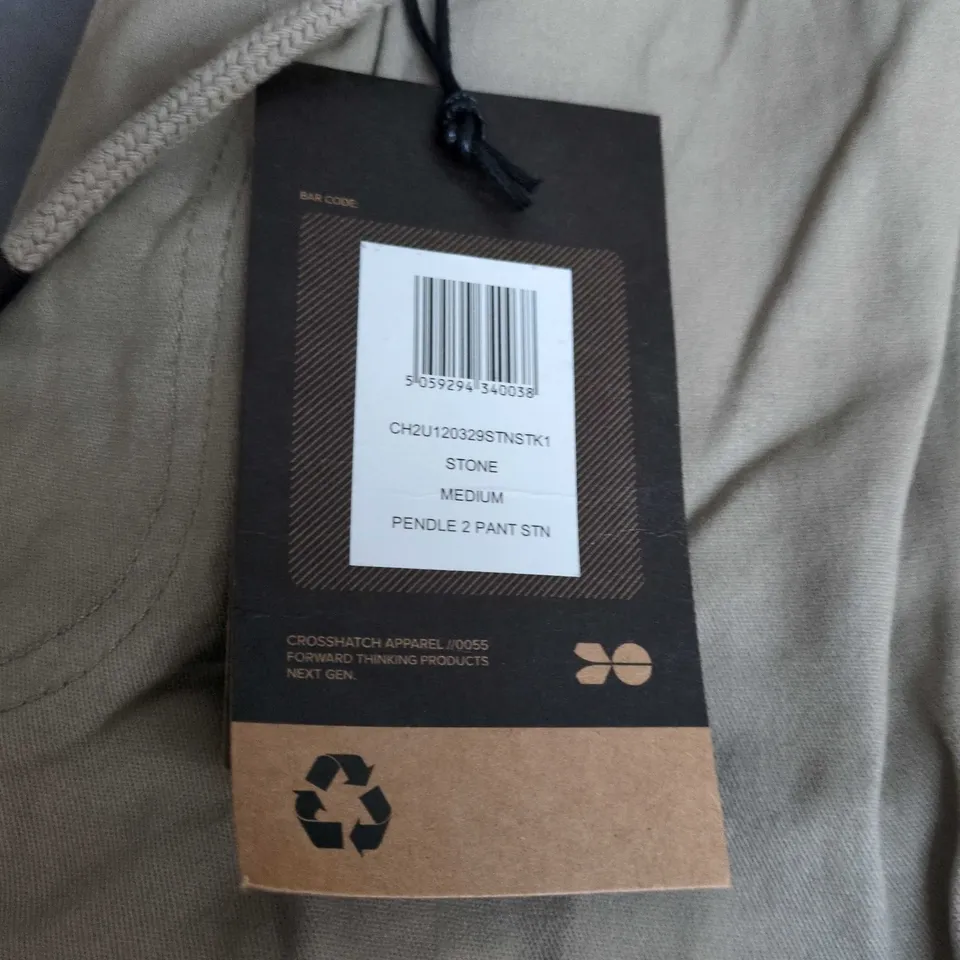 BAR CODE:
5 059294 340038
CH2U120329STNSTK1
STONE
MEDIUM
PENDLE 2 PANT STN
CROSSHATCH APPAREL //0055
FORWARD THINKING PRODUCTS
NEXT GEN.